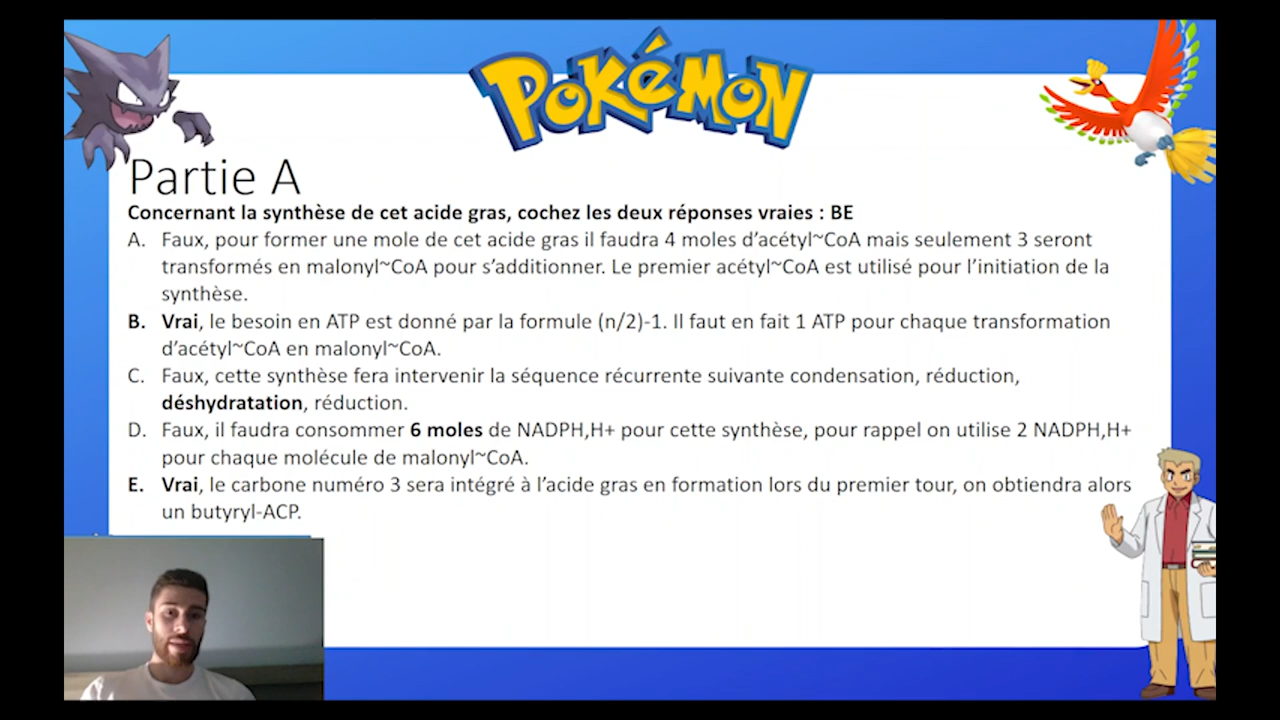 POKéMON
Partie A
Concernant la synthèse de cet acide gras, cochez les deux réponses vraies : BE
A. Faux, pour former une mole de cet acide gras il faudra 4 moles d'acétyl~CoA mais seulement 3 seront
transformés en malonyl~CoA pour s'additionner. Le premier acétyl~CoA est utilisé pour l'initiation de la
synthèse.
B. Vrai, le besoin en ATP est donné par la formule (n/2)-1. Il faut en fait 1 ATP pour chaque transformation
d'acétyl~CoA en malonyl~CoA.
C. Faux, cette synthèse fera intervenir la séquence récurrente suivante condensation, réduction,
déshydratation, réduction.
D. Faux, il faudra consommer 6 moles de NADPH,H+ pour cette synthèse, pour rappel on utilise 2 NADPH,H+
pour chaque molécule de malonyl~CoA.
E. Vrai, le carbone numéro 3 sera intégré à l'acide gras en formation lors du premier tour, on obtiendra alors
un butyryl-ACP.